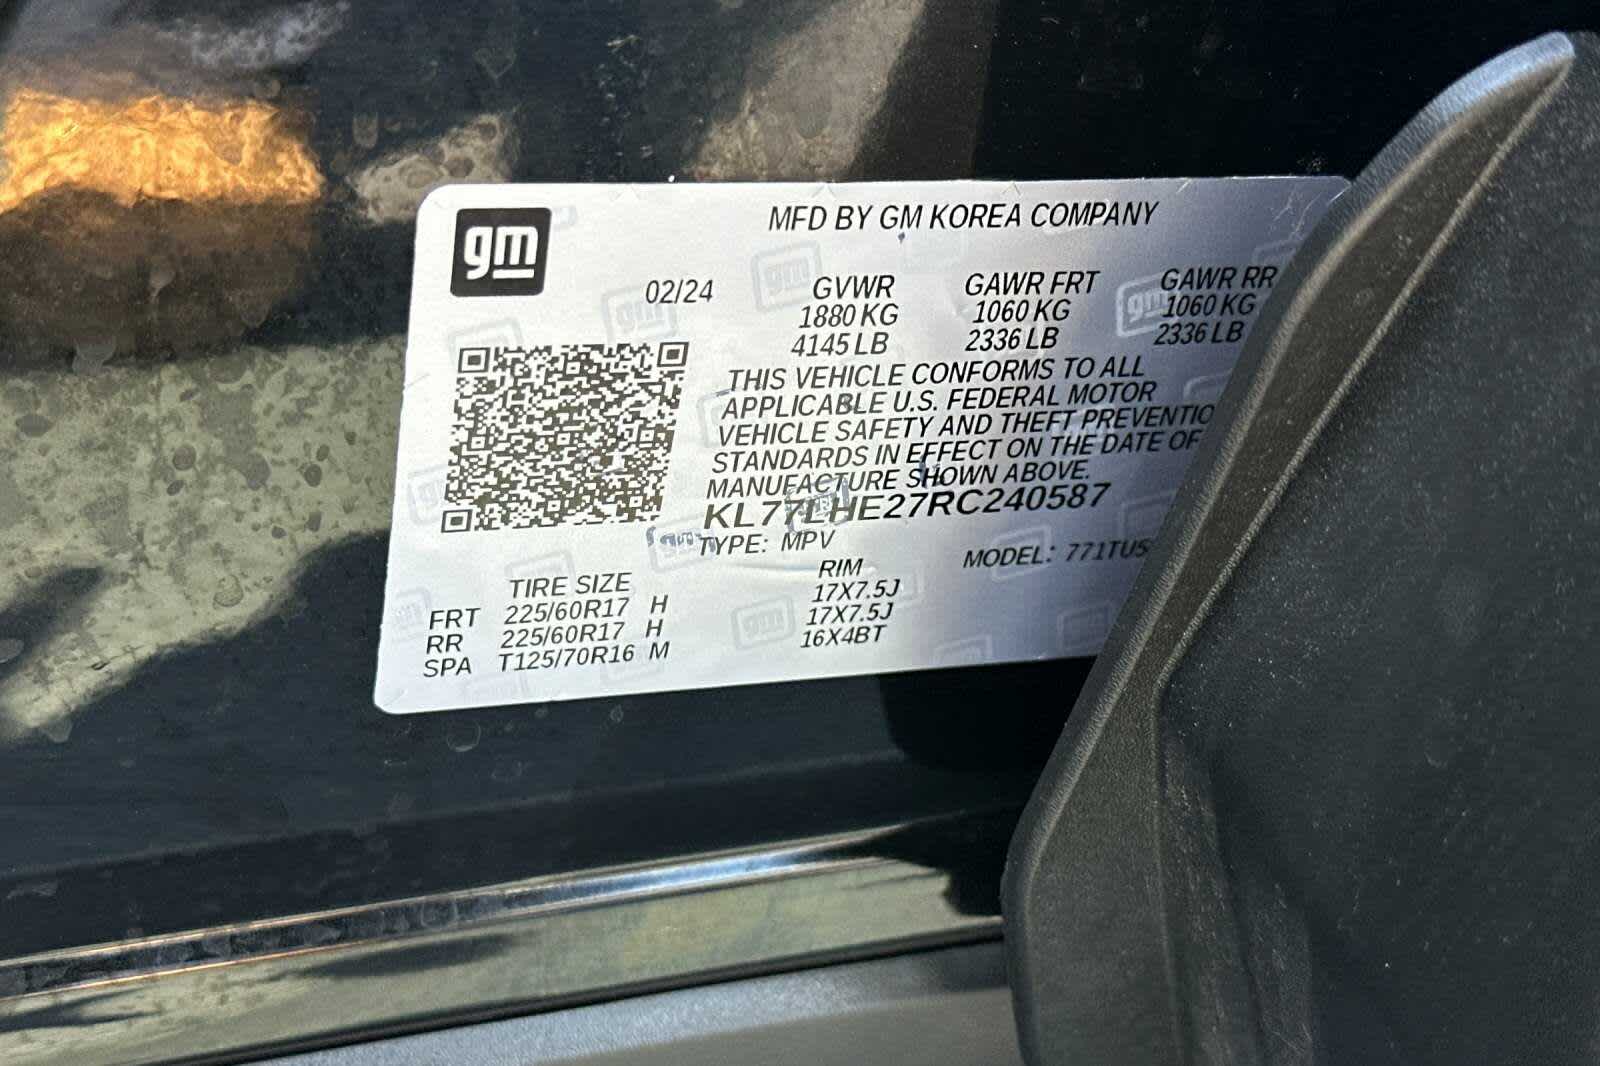 gm
MFD BY GM KOREA COMPANY
02/24 GVWR GAWR FRT GAWR RR
1880 KG 1060 KG 1060 KG
4145 LB 2336 LB 2336 LB
THIS VEHICLE CONFORMS TO ALL
APPLICABLE U.S. FEDERAL MOTOR
VEHICLE SAFETY AND THEFT PREVENTIO
STANDARDS IN EFFECT ON THE DATE OF
MANUFACTURE SHOWN ABOVE.
KL77LHE27RC240587
TYPE: MPV MODEL: 771TUS
TIRE SIZE RIM
FRT 225/60R17 H 17X7.5J
RR 225/60R17 H 17X7.5J
SPA T125/70R16 M 16X4BT